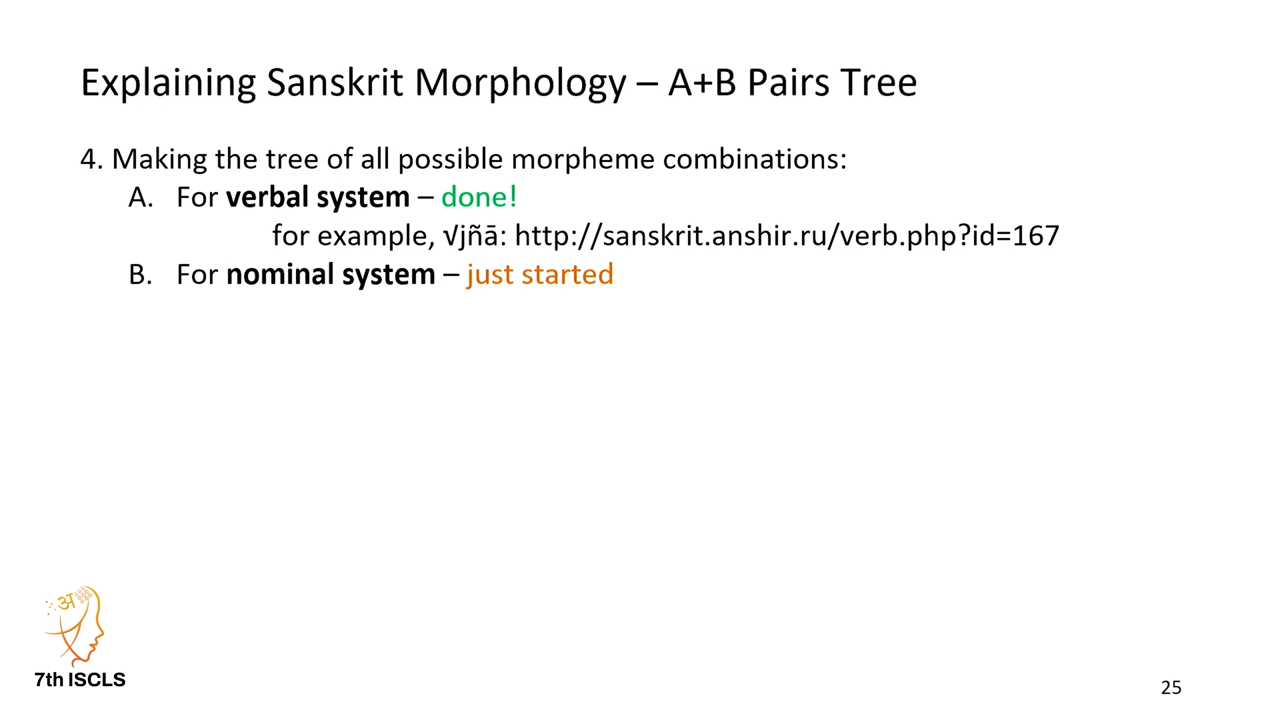 Explaining Sanskrit Morphology – A+B Pairs Tree
4. Making the tree of all possible morpheme combinations:
A. For verbal system – done!
for example, √jñā: http://sanskrit.anshir.ru/verb.php?id=167
B. For nominal system – just started
अ
7th ISCLS
25